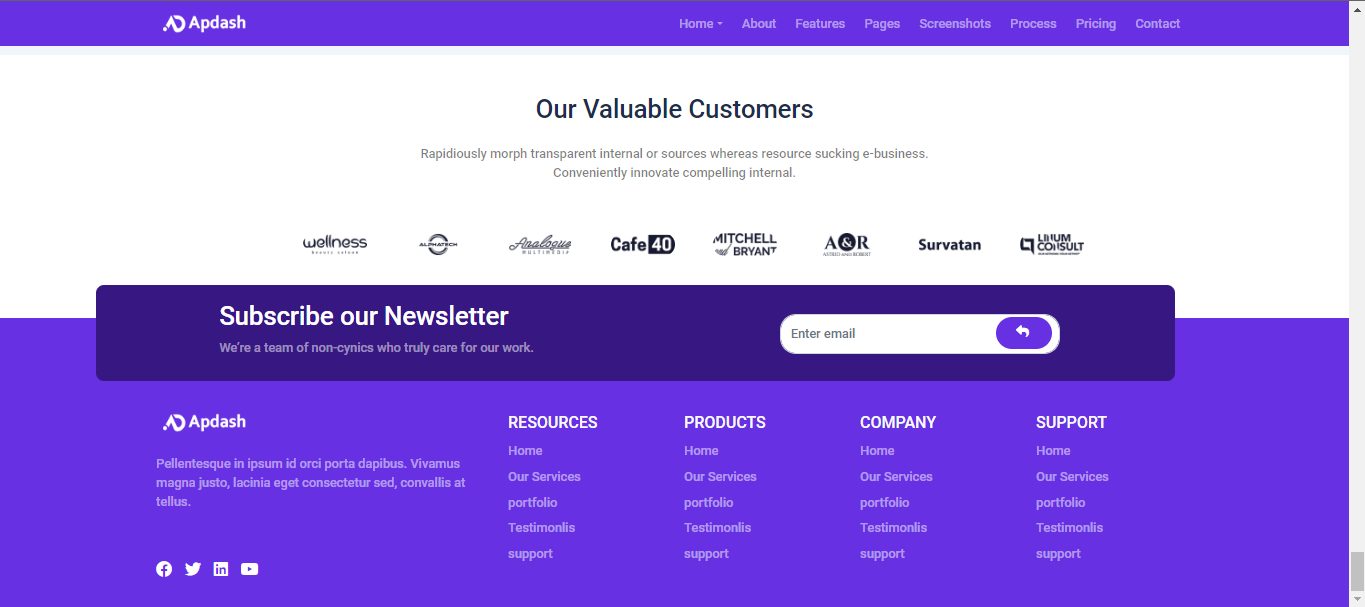 Apdash
Home About Features Pages Screenshots Process Pricing Contact
Our Valuable Customers
Rapidiously morph transparent internal or sources whereas resource sucking e-business.
Conveniently innovate compelling internal.
wellness
beauty saloon
ALPHATECH
Analogue
MULTIMEDIA
Cafe 40
MITCHELL
BRYANT
A&R
ASTRED AND ROBERT
Survatan
LINUM
CONSULT
Subscribe our Newsletter
We're a team of non-cynics who truly care for our work.
Enter email
Apdash
Pellentesque in ipsum id orci porta dapibus. Vivamus
magna justo, lacinia eget consectetur sed, convallis at
tellus.
RESOURCES
Home
Our Services
portfolio
Testimonlis
support
PRODUCTS
Home
Our Services
portfolio
Testimonlis
support
COMPANY
Home
Our Services
portfolio
Testimonlis
support
SUPPORT
Home
Our Services
portfolio
Testimonlis
support